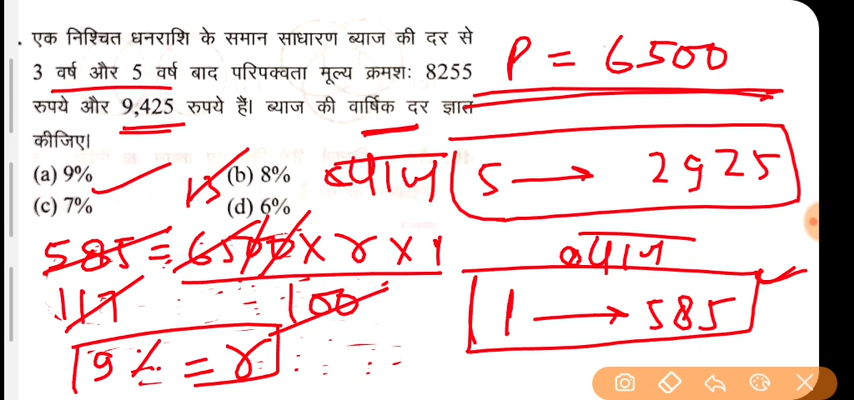 . एक निश्चित धनराशि के समान साधारण ब्याज की दर से
3 वर्ष और 5 वर्ष बाद परिपक्वता मूल्य क्रमशः 8255
रुपये और 9,425 रुपये हैं। ब्याज की वार्षिक दर ज्ञात
कीजिए।
(a) 9% (b) 8%
(c) 7% (d) 6%
P = 6500
ब्याज 5 → 2925
ब्याज
1 → 585
585 = 6500 × r × 1
117 100
9% = r
13